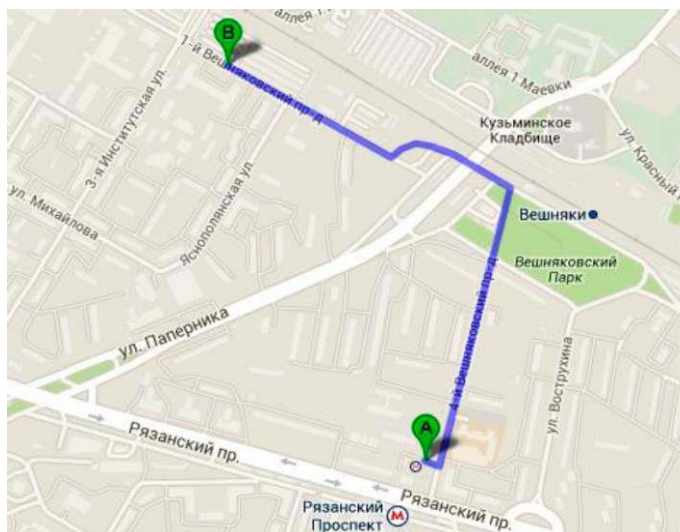 аллея 1
B
1-й Вешняковский пр-д
аллея 1 Маевки
3-я Институтская ул.
Кузьминское
Кладбище
ул. Красный
ул. Михайлова
Яснополянская ул.
Вешняки
Вешняковский
Парк
4-й Вешняковский пр-д
ул. Паперника
ул. Вострухина
A
Рязанский пр.
Рязанский пр.
Рязанский
Проспект
М